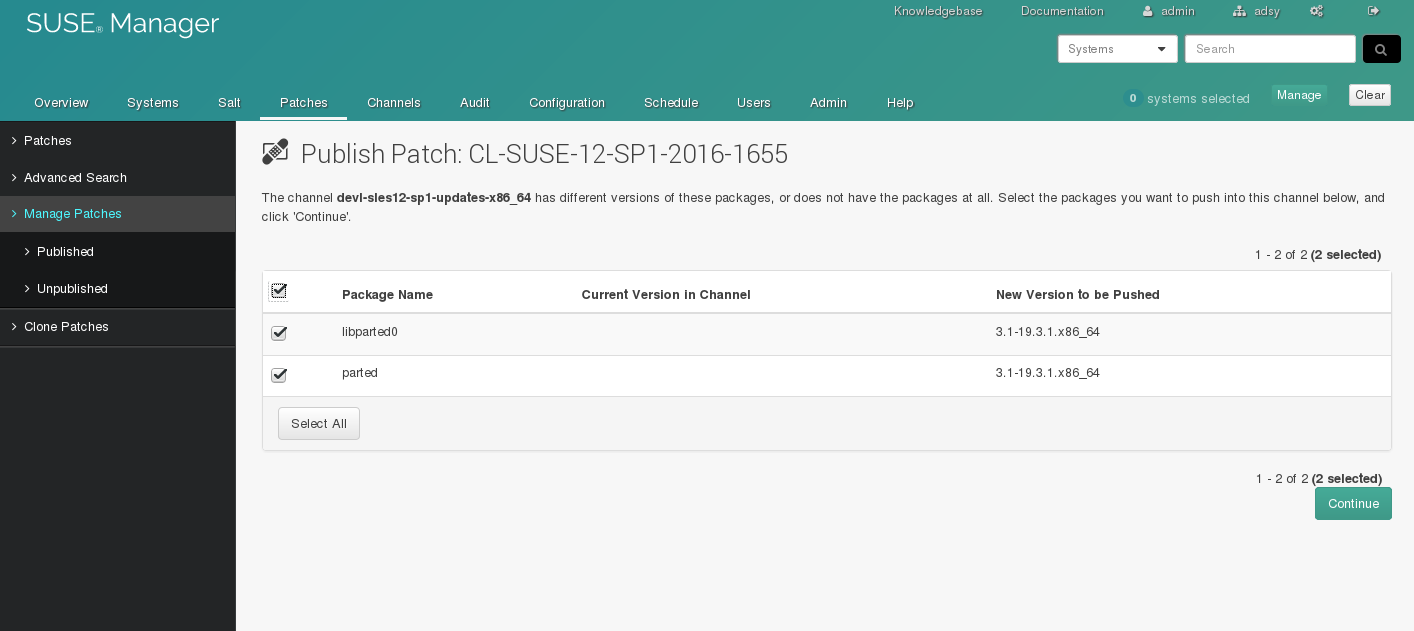 SUSE® Manager
Knowledgebase Documentation admin adsy
Systems Search
Overview Systems Salt Patches Channels Audit Configuration Schedule Users Admin Help
0 systems selected Manage Clear
Patches
Advanced Search
Manage Patches
Published
Unpublished
Clone Patches
Publish Patch: CL-SUSE-12-SP1-2016-1655
The channel devl-sles12-sp1-updates-x86_64 has different versions of these packages, or does not have the packages at all. Select the packages you want to push into this channel below, and
click 'Continue'.
1 - 2 of 2 (2 selected)
Package Name Current Version in Channel New Version to be Pushed
libparted0 3.1-19.3.1.x86_64
parted 3.1-19.3.1.x86_64
Select All
1 - 2 of 2 (2 selected)
Continue